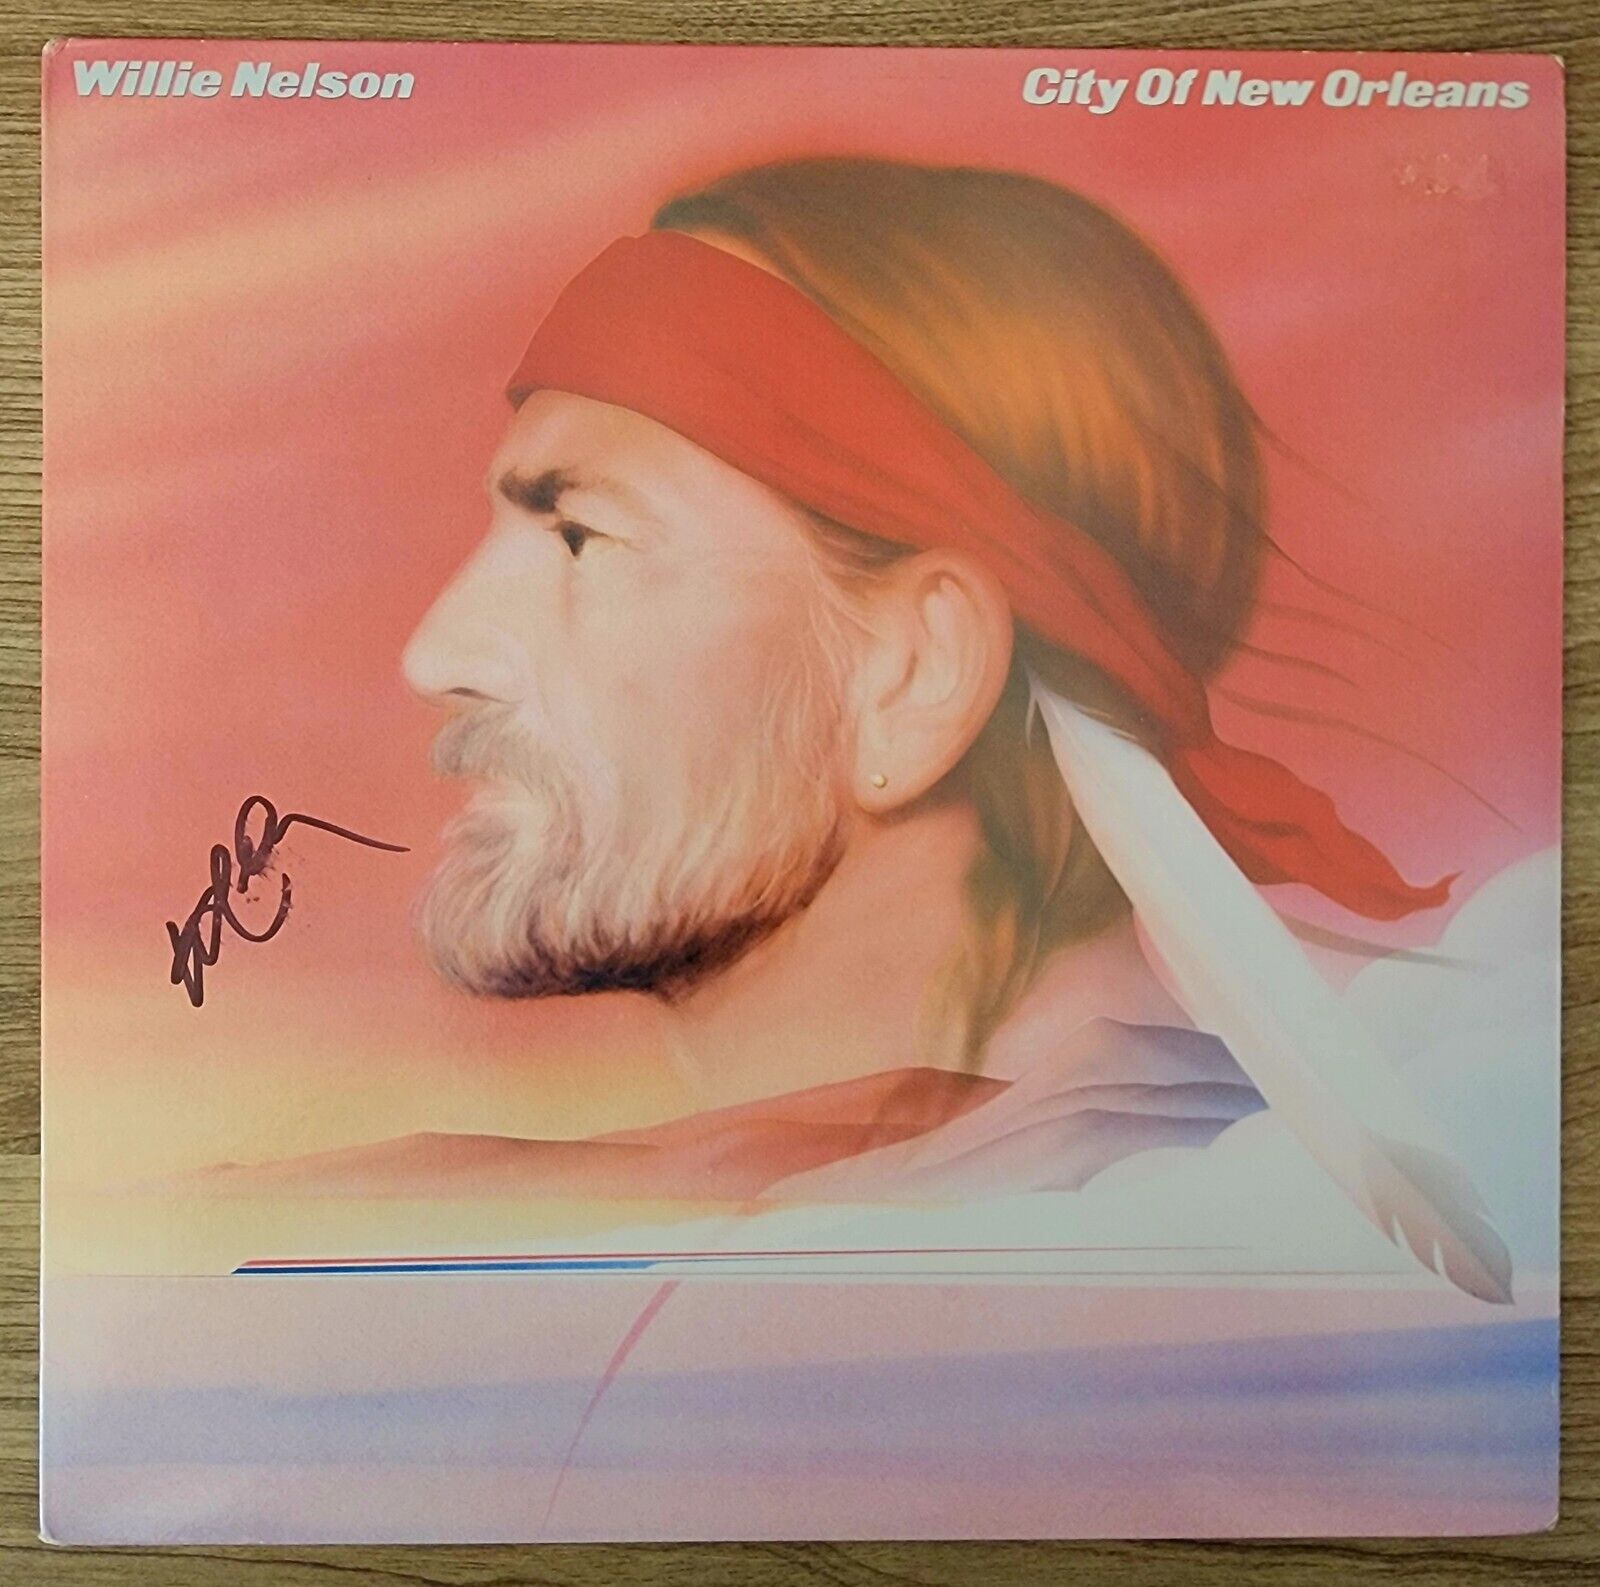 Willie Nelson
City Of New Orleans